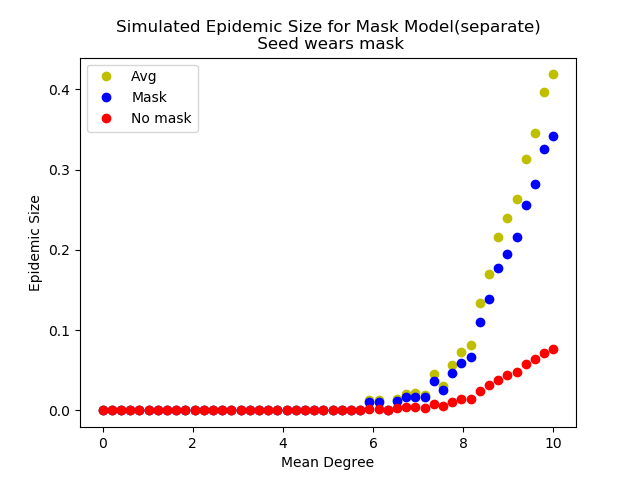 Simulated Epidemic Size for Mask Model(separate)
Seed wears mask
Avg
Mask
No mask
Epidemic Size
0.4
0.3
0.2
0.1
0.0
0 2 4 6 8 10
Mean Degree